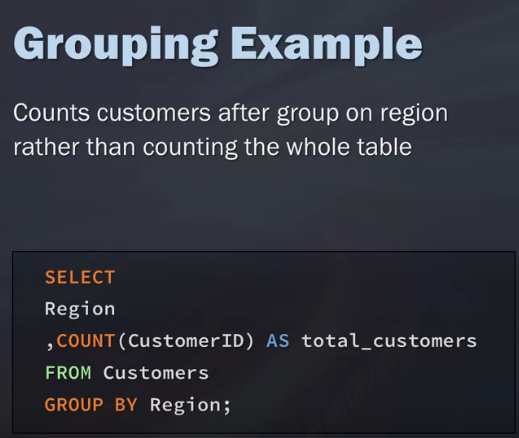 Grouping Example
Counts customers after group on region
rather than counting the whole table
SELECT
Region
,COUNT(CustomerID) AS total_customers
FROM Customers
GROUP BY Region;